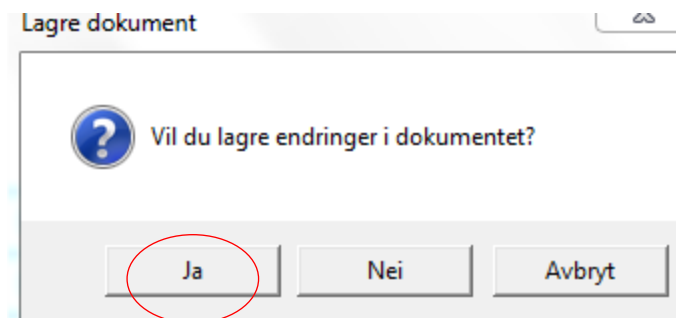 Lagre dokument
Vil du lagre endringer i dokumentet?
Ja Nei Avbryt